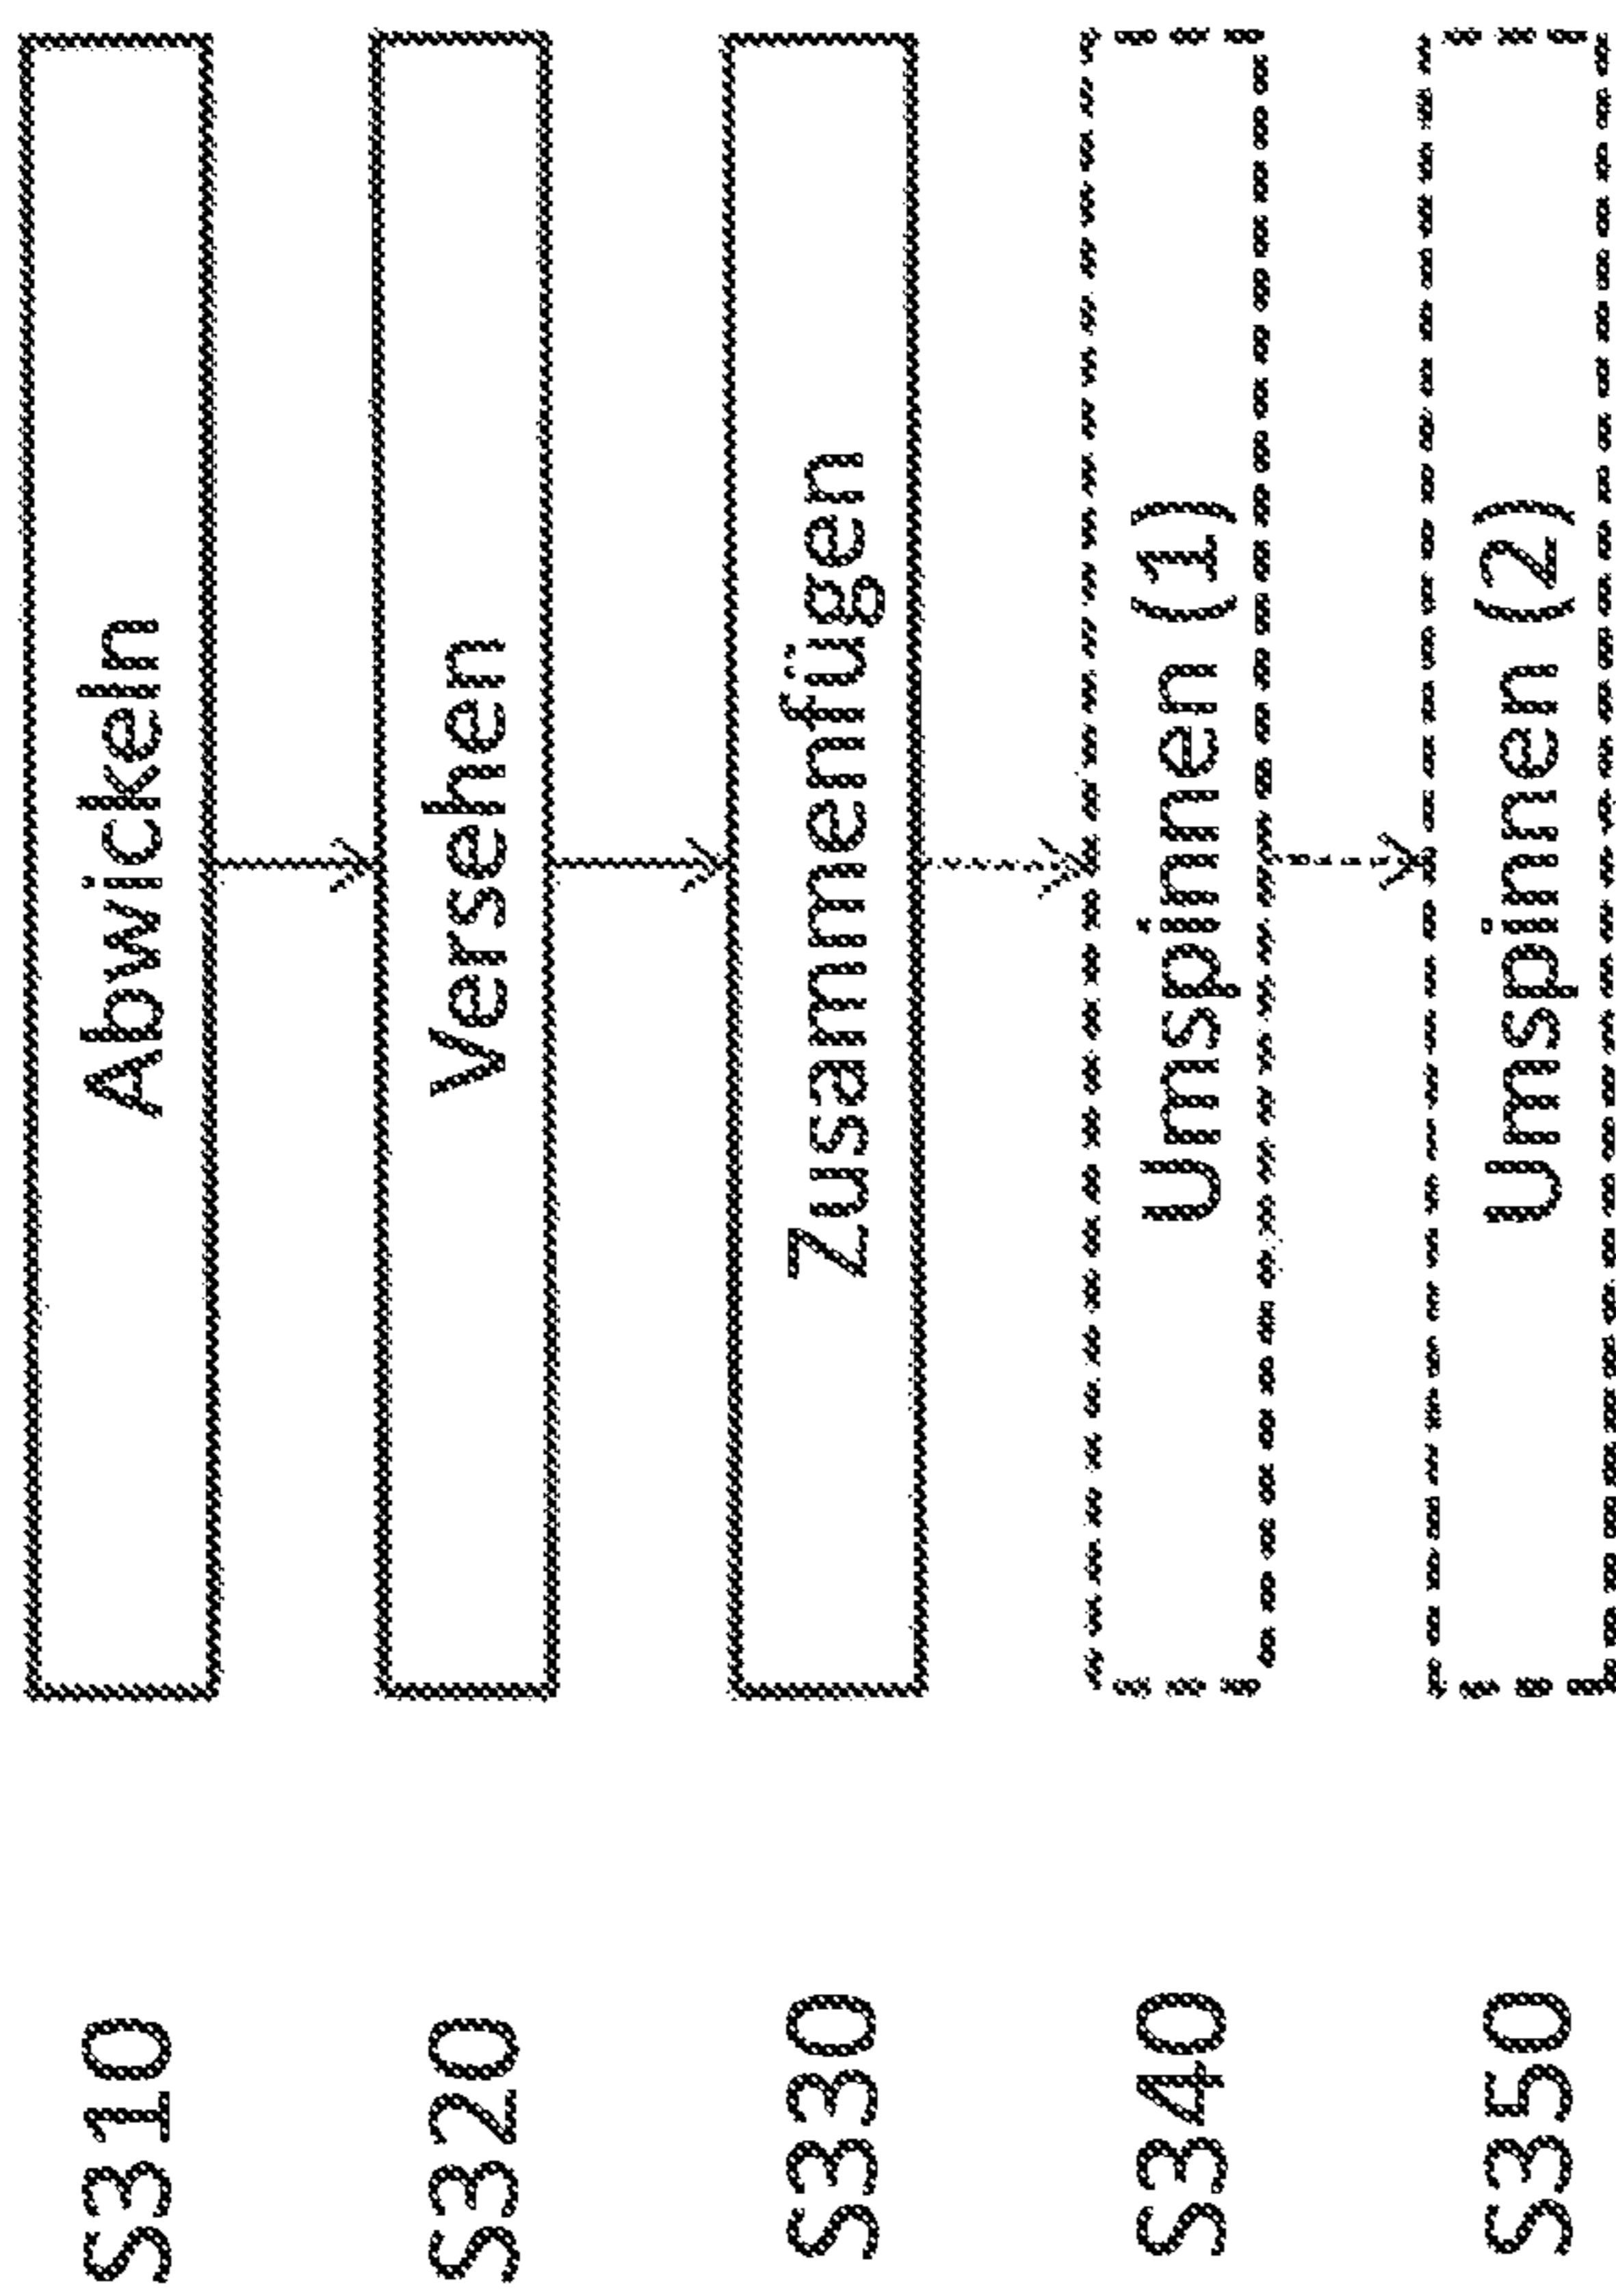 S310 Abwickeln
S320 Versehen
S330 Zusammenfügen
S340 Umspinnen (1)
S350 Umspinnen (2)